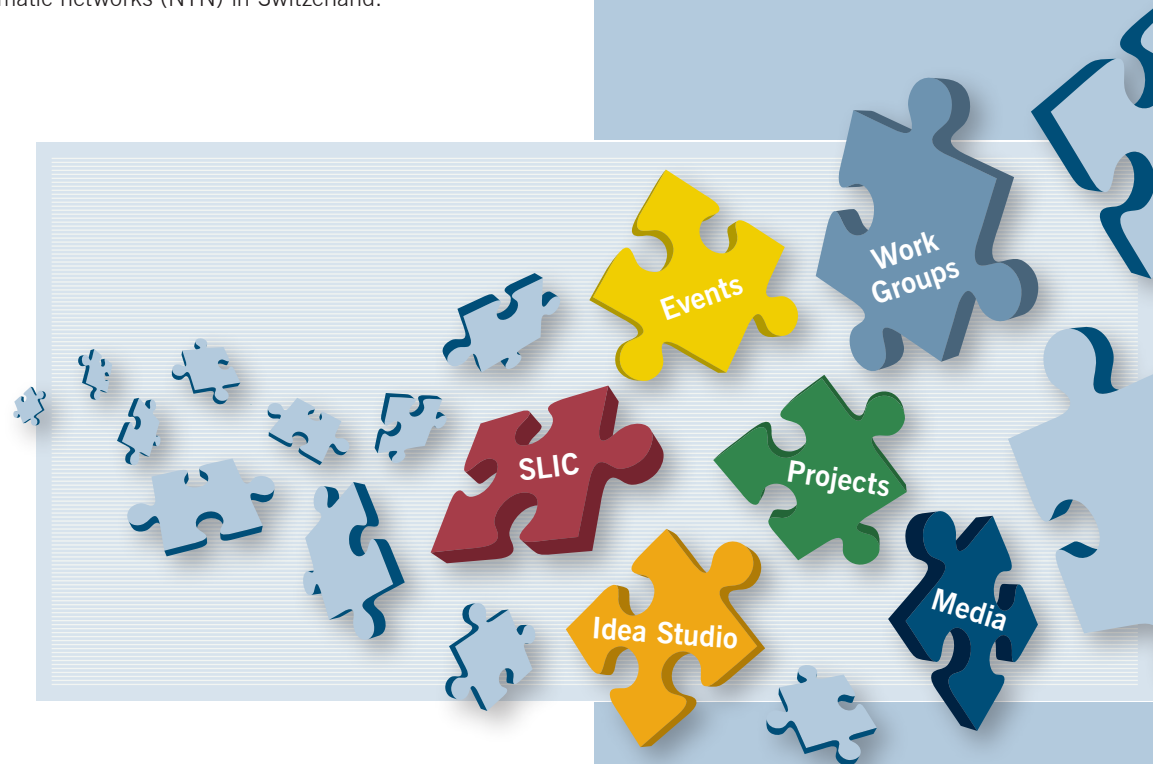 networks (NTN) in Switzerland.
Events
Work
Groups
SLIC
Projects
Idea Studio
Media